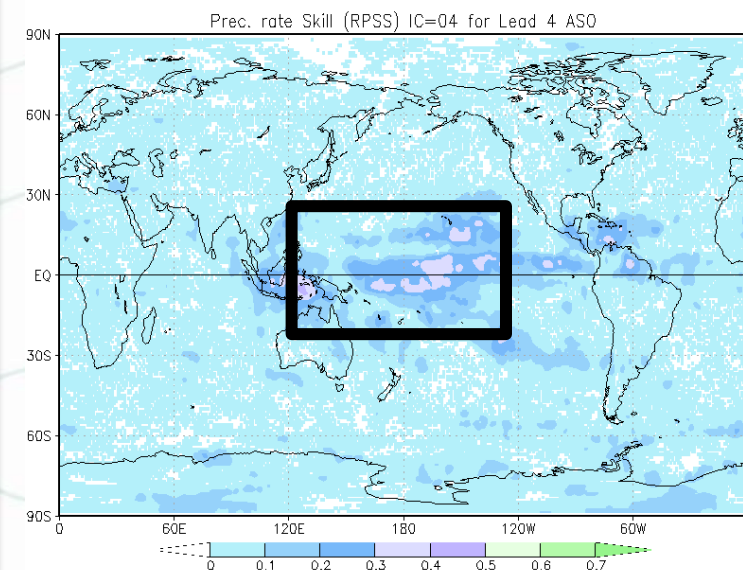 Prec. rate Skill (RPSS) IC=04 for Lead 4 ASO
90N
60N
30N
EQ
30S
60S
90S
0 60E 120E 180 120W 60W
0 0.1 0.2 0.3 0.4 0.5 0.6 0.7